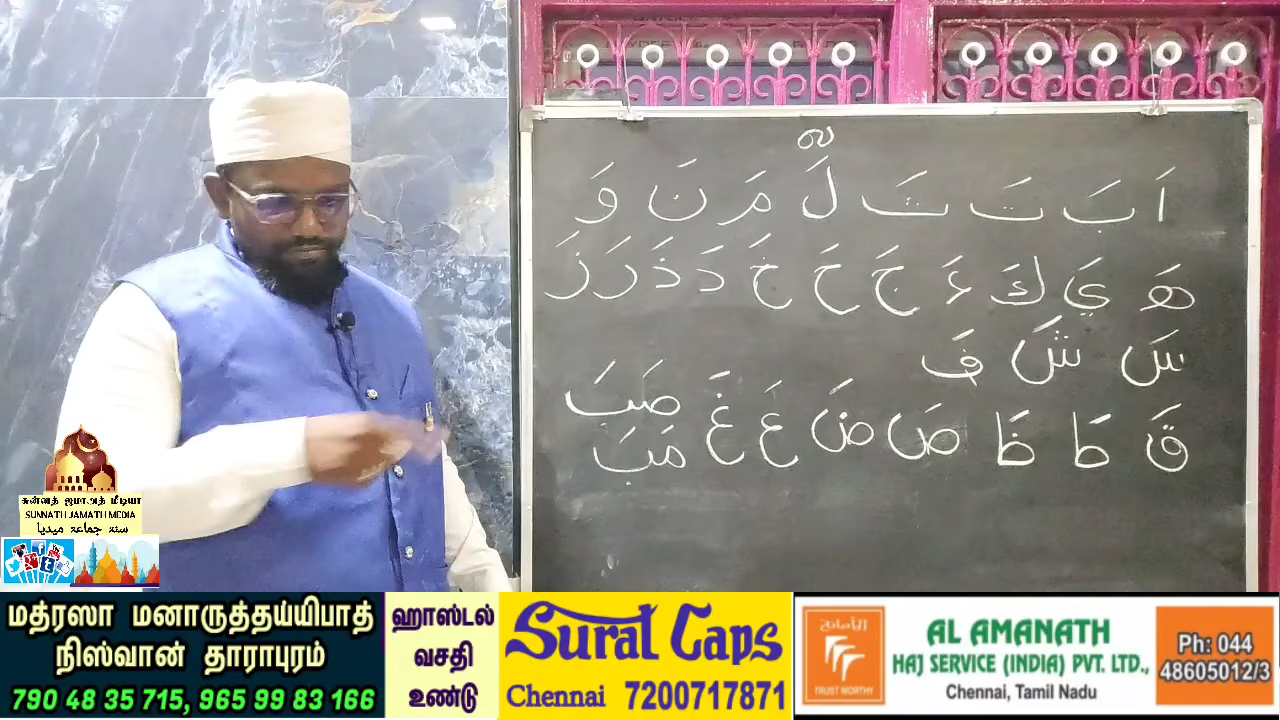 اَ بَ تَ ثَ لَّ مَ نَ وَ
هَ يَ كَ ءَ جَ حَ خَ دَ ذَ رَ زَ
سَ شَ فَ
قَ طَ ظَ صَ ضَ عَ غَ صَبَ
مَبَ
சுன்னத் ஜமாஅத் மீடியா
SUNNATH JAMATH MEDIA
سنة جماعة ميديا
மத்ரஸா மனாருத்தய்யிபாத்
நிஸ்வான் தாராபுரம்
790 48 35 715, 965 99 83 166
ஹாஸ்டல்
வசதி
உண்டு
Surat Caps
Chennai 7200717871
TRUST WORTHY
AL AMANATH
HAJ SERVICE (INDIA) PVT. LTD.,
Chennai, Tamil Nadu
Ph: 044
48605012/3